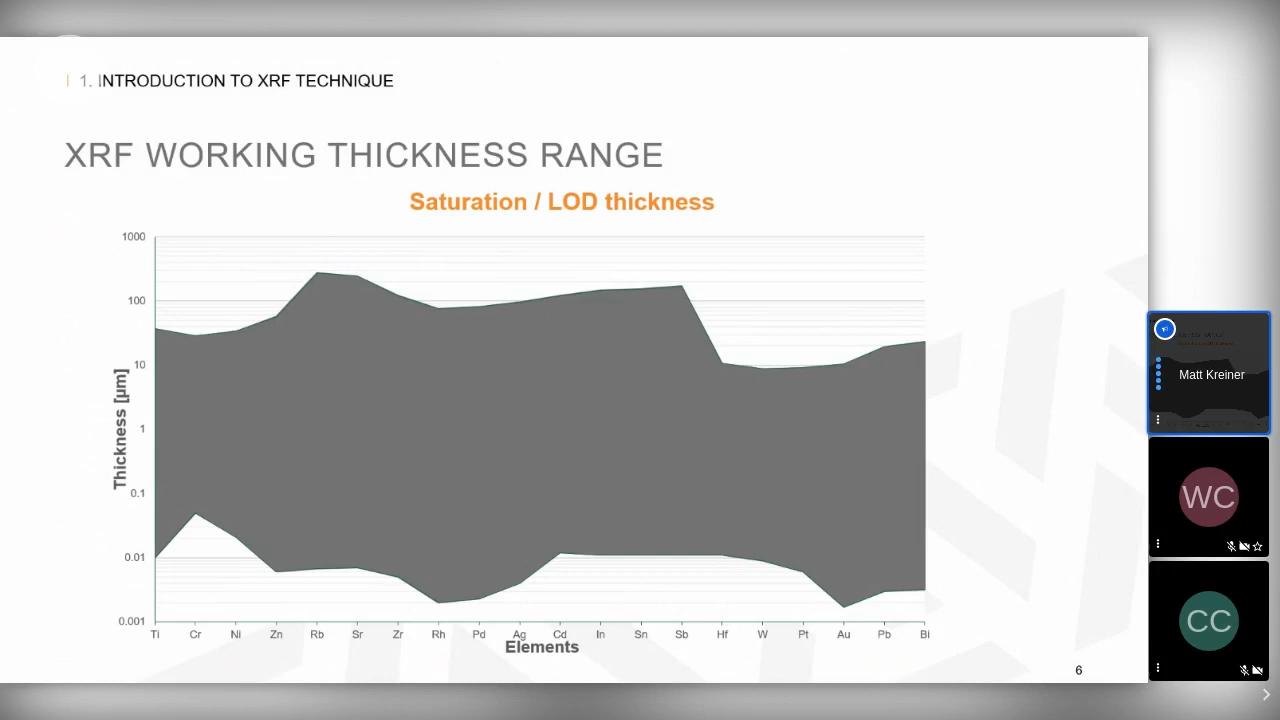 1. INTRODUCTION TO XRF TECHNIQUE
XRF WORKING THICKNESS RANGE
Saturation / LOD thickness
1000
100
10
1
0.1
0.01
0.001
Thickness [µm]
Ti Cr Ni Zn Rb Sr Zr Rh Pd Ag Cd In Sn Sb Hf W Pt Au Pb Bi
Elements
6
Matt Kreiner
WC
CC